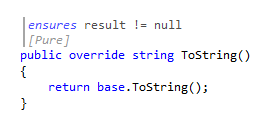 ensures result != null
[Pure]
public override string ToString()
{
return base.ToString();
}